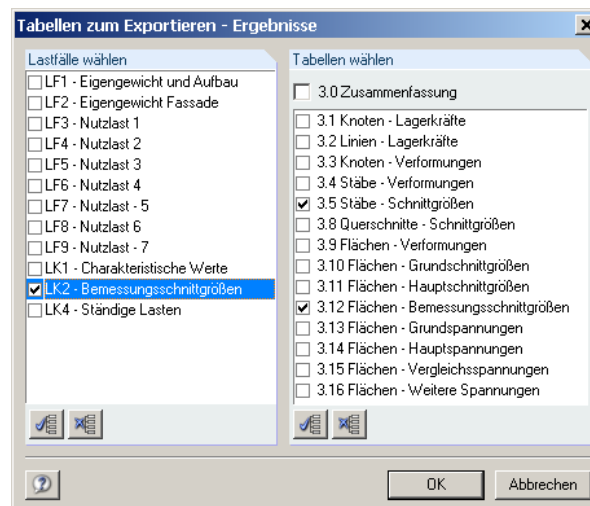 Tabellen zum Exportieren - Ergebnisse
Lastfälle wählen
LF1 - Eigengewicht und Aufbau
LF2 - Eigengewicht Fassade
LF3 - Nutzlast 1
LF4 - Nutzlast 2
LF5 - Nutzlast 3
LF6 - Nutzlast 4
LF7 - Nutzlast - 5
LF8 - Nutzlast 6
LF9 - Nutzlast - 7
LK1 - Charakteristische Werte
LK2 - Bemessungsschnittgrößen
LK4 - Ständige Lasten
Tabellen wählen
3.0 Zusammenfassung
3.1 Knoten - Lagerkräfte
3.2 Linien - Lagerkräfte
3.3 Knoten - Verformungen
3.4 Stäbe - Verformungen
3.5 Stäbe - Schnittgrößen
3.8 Querschnitte - Schnittgrößen
3.9 Flächen - Verformungen
3.10 Flächen - Grundschnittgrößen
3.11 Flächen - Hauptschnittgrößen
3.12 Flächen - Bemessungsschnittgrößen
3.13 Flächen - Grundspannungen
3.14 Flächen - Hauptspannungen
3.15 Flächen - Vergleichsspannungen
3.16 Flächen - Weitere Spannungen
OK
Abbrechen